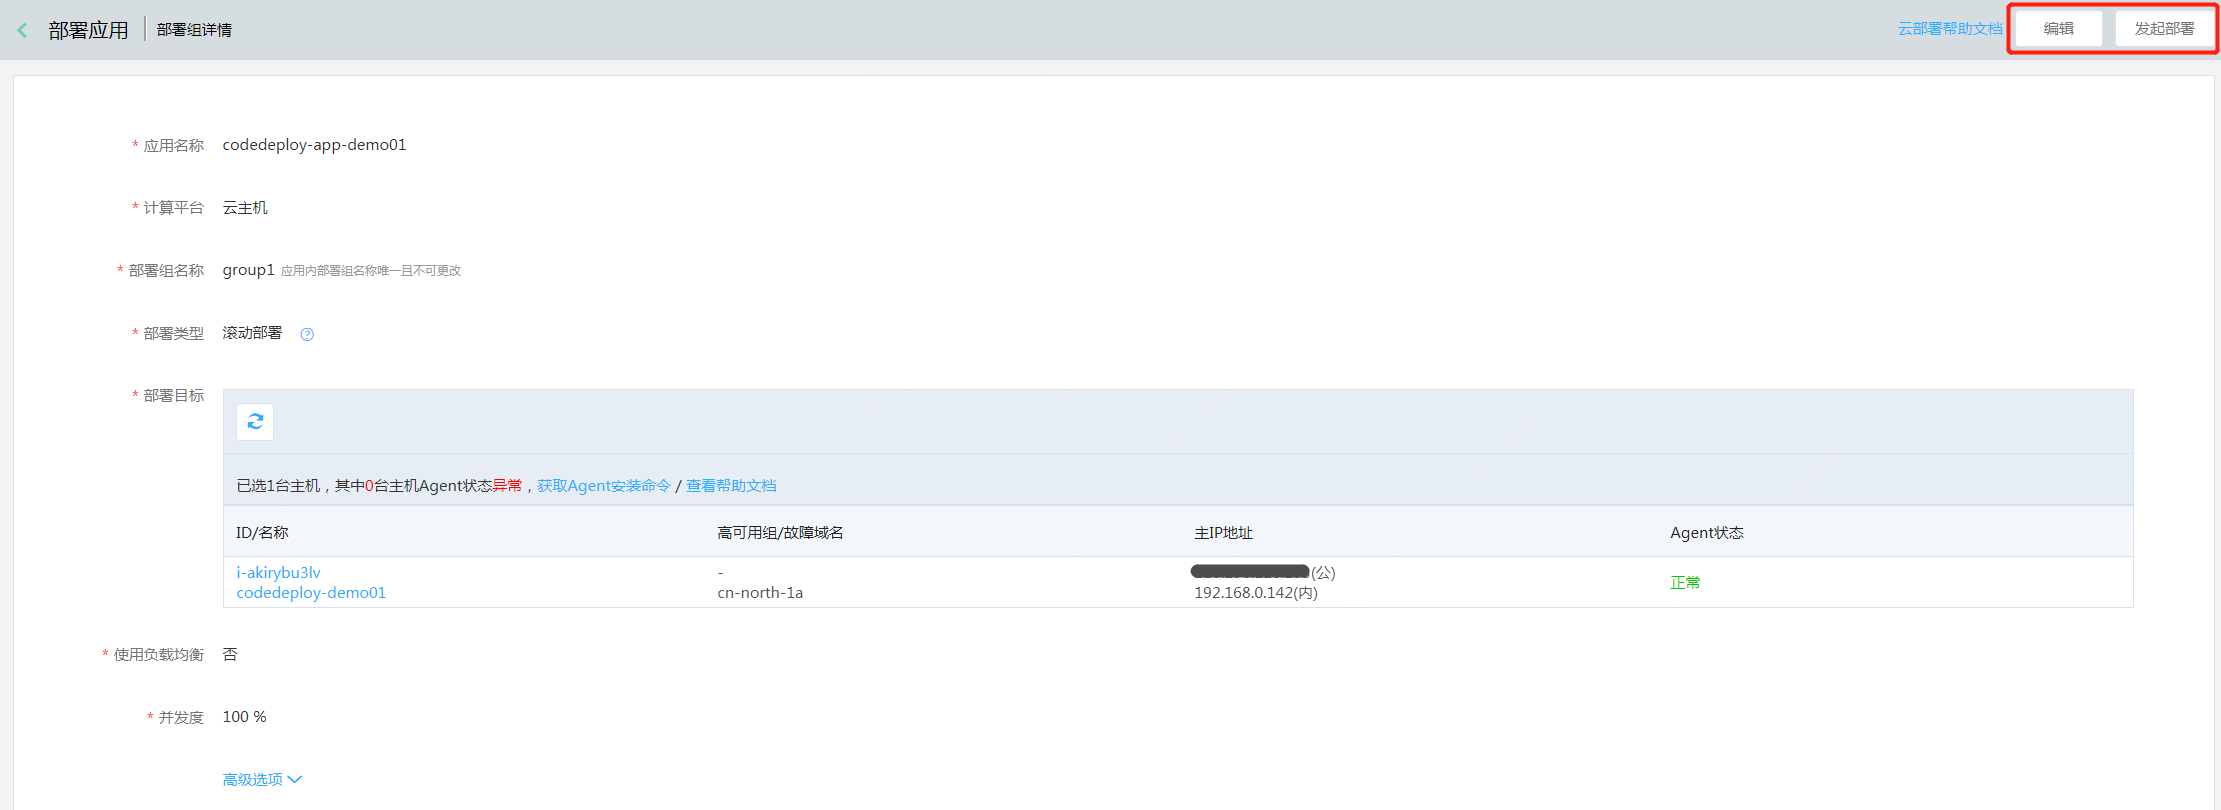 部署应用 部署组详情 云部署帮助文档 编辑 发起部署
* 应用名称 codedeploy-app-demo01
* 计算平台 云主机
* 部署组名称 group1 应用内部署组名称唯一且不可更改
* 部署类型 滚动部署 ?
* 部署目标
已选1台主机，其中0台主机Agent状态异常，获取Agent安装命令 / 查看帮助文档
ID/名称 高可用组/故障域名 主IP地址 Agent状态
i-akirybu3lv - (公)
codedeploy-demo01 cn-north-1a 192.168.0.142(内) 正常
* 使用负载均衡 否
* 并发度 100 %
高级选项